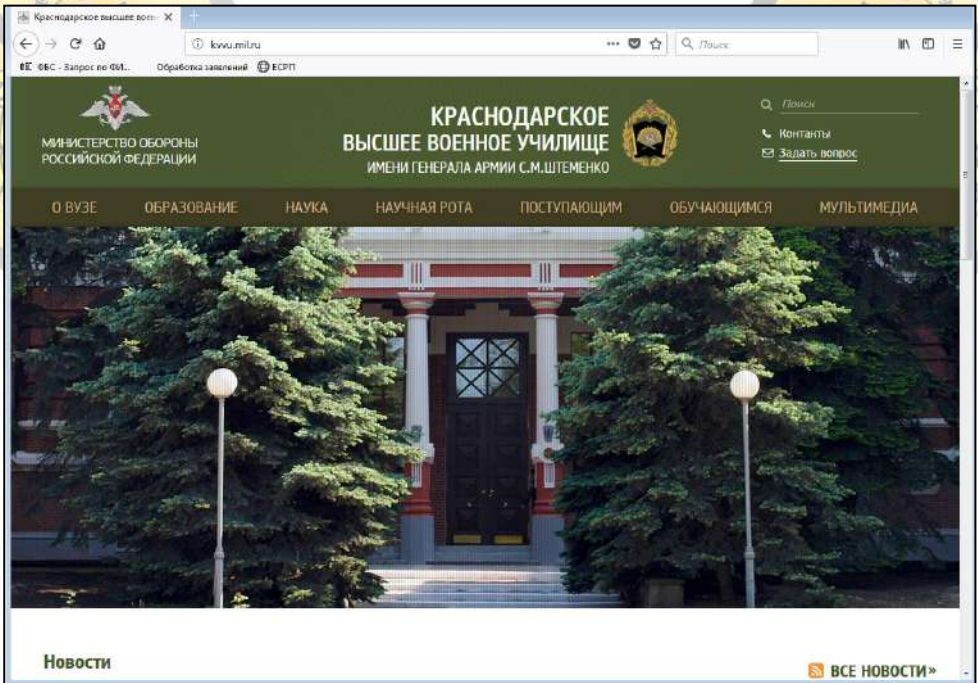 Краснодарское высшее воен
kvvu.mil.ru
Поиск
ФБС - Запрос по ФИ...
Обработка заявлений
ЕСРП
МИНИСТЕРСТВО ОБОРОНЫ
РОССИЙСКОЙ ФЕДЕРАЦИИ
КРАСНОДАРСКОЕ
ВЫСШЕЕ ВОЕННОЕ УЧИЛИЩЕ
ИМЕНИ ГЕНЕРАЛА АРМИИ С.М.ШТЕМЕНКО
Поиск
Контакты
Задать вопрос
О ВУЗЕ
ОБРАЗОВАНИЕ
НАУКА
НАУЧНАЯ РОТА
ПОСТУПАЮЩИМ
ОБУЧАЮЩИМСЯ
МУЛЬТИМЕДИА
Новости
ВСЕ НОВОСТИ»